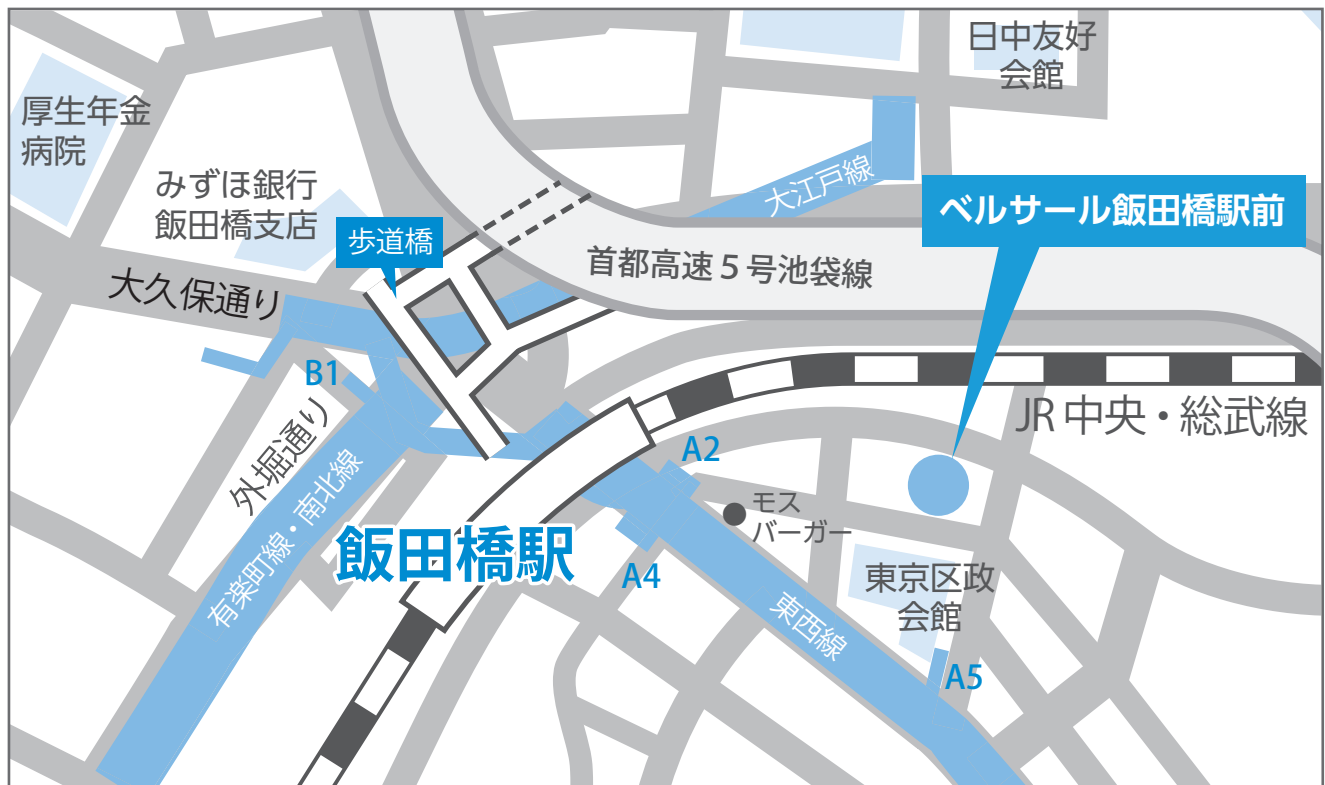 日中友好
会館
厚生年金
病院
みずほ銀行
飯田橋支店
大江戸線
ベルサール飯田橋駅前
歩道橋
首都高速5号池袋線
大久保通り
B1
外堀通り
JR中央・総武線
A2
モス
バーガー
有楽町線・南北線
飯田橋駅
A4
東京区政
会館
東西線
A5